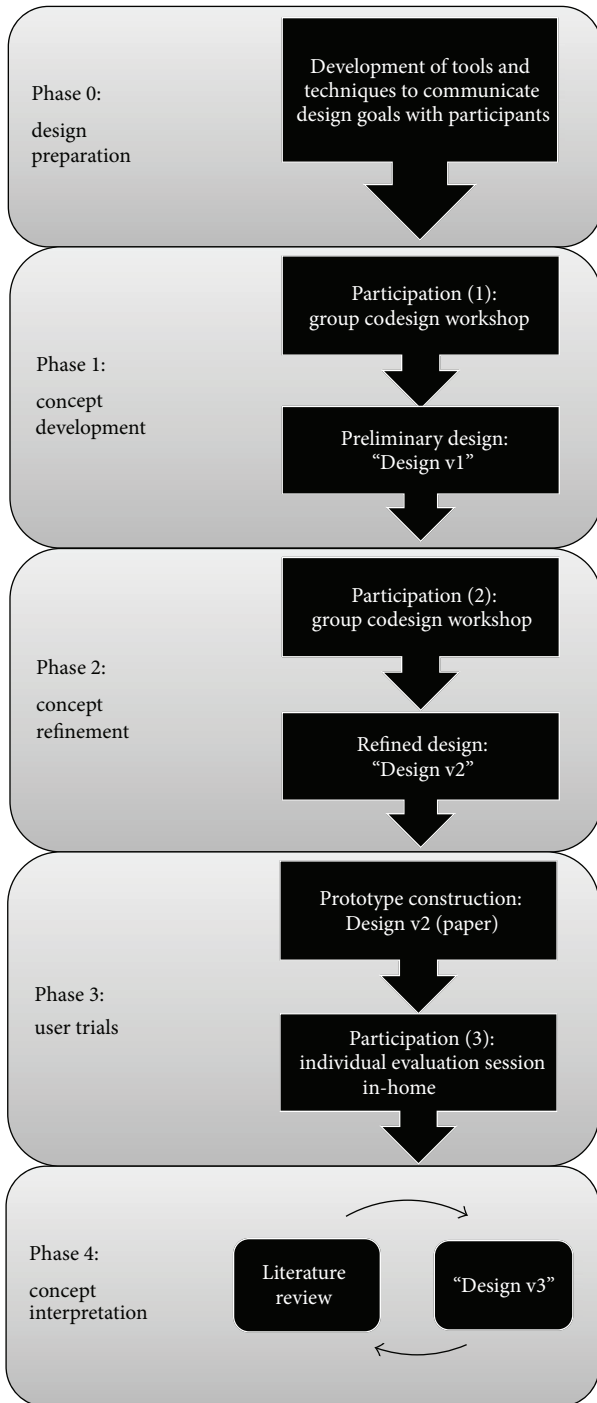 Phase 0:
design
preparation
Development of tools and
techniques to communicate
design goals with participants
Phase 1:
concept
development
Participation (1):
group codesign workshop
Preliminary design:
“Design v1”
Phase 2:
concept
refinement
Participation (2):
group codesign workshop
Refined design:
“Design v2”
Phase 3:
user trials
Prototype construction:
Design v2 (paper)
Participation (3):
individual evaluation session
in-home
Phase 4:
concept
interpretation
Literature
review
“Design v3”